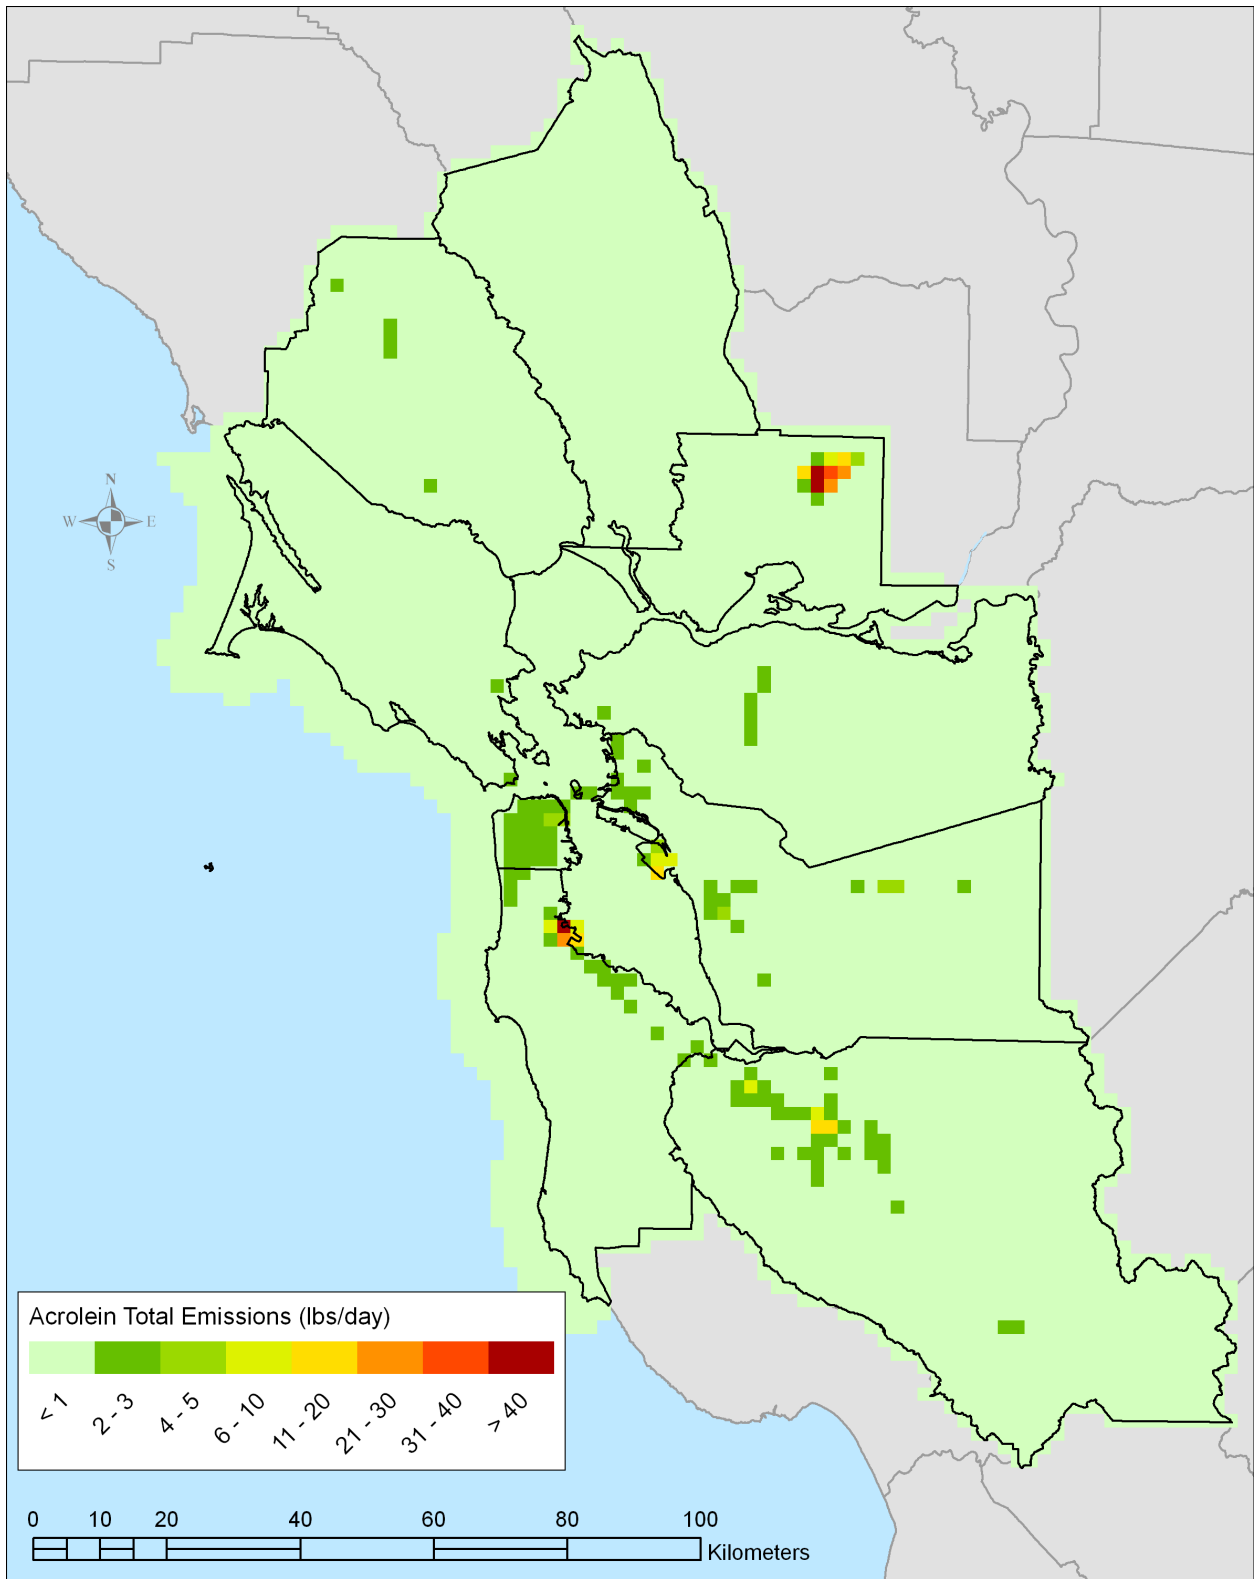 N
W E
S
Acrolein Total Emissions (lbs/day)
< 1 2 - 3 4 - 5 6 - 10 11 - 20 21 - 30 31 - 40 > 40
0 10 20 40 60 80 100
Kilometers